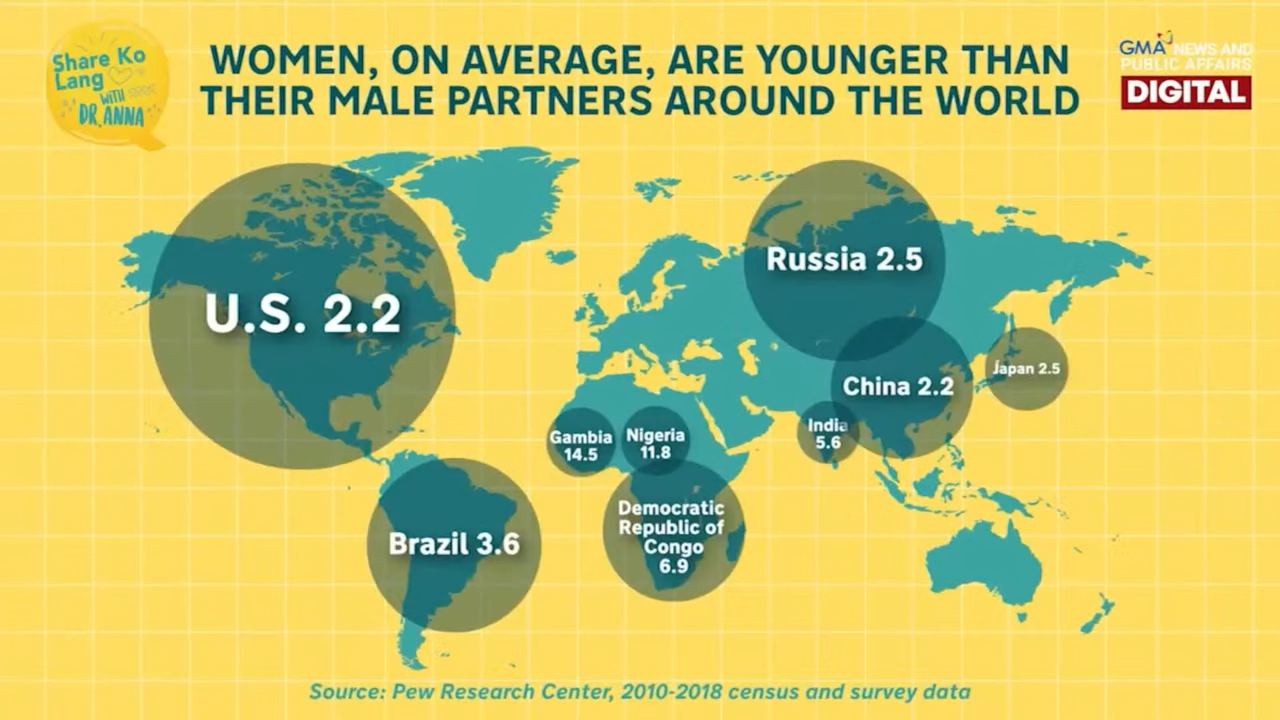 Share Ko
Lang
WITH
DR. ANNA
WOMEN, ON AVERAGE, ARE YOUNGER THAN
THEIR MALE PARTNERS AROUND THE WORLD
GMA NEWS AND
PUBLIC AFFAIRS
DIGITAL
U.S. 2.2
Russia 2.5
China 2.2
Japan 2.5
India
5.6
Gambia
14.5
Nigeria
11.8
Democratic
Republic of
Congo
6.9
Brazil 3.6
Source: Pew Research Center, 2010-2018 census and survey data